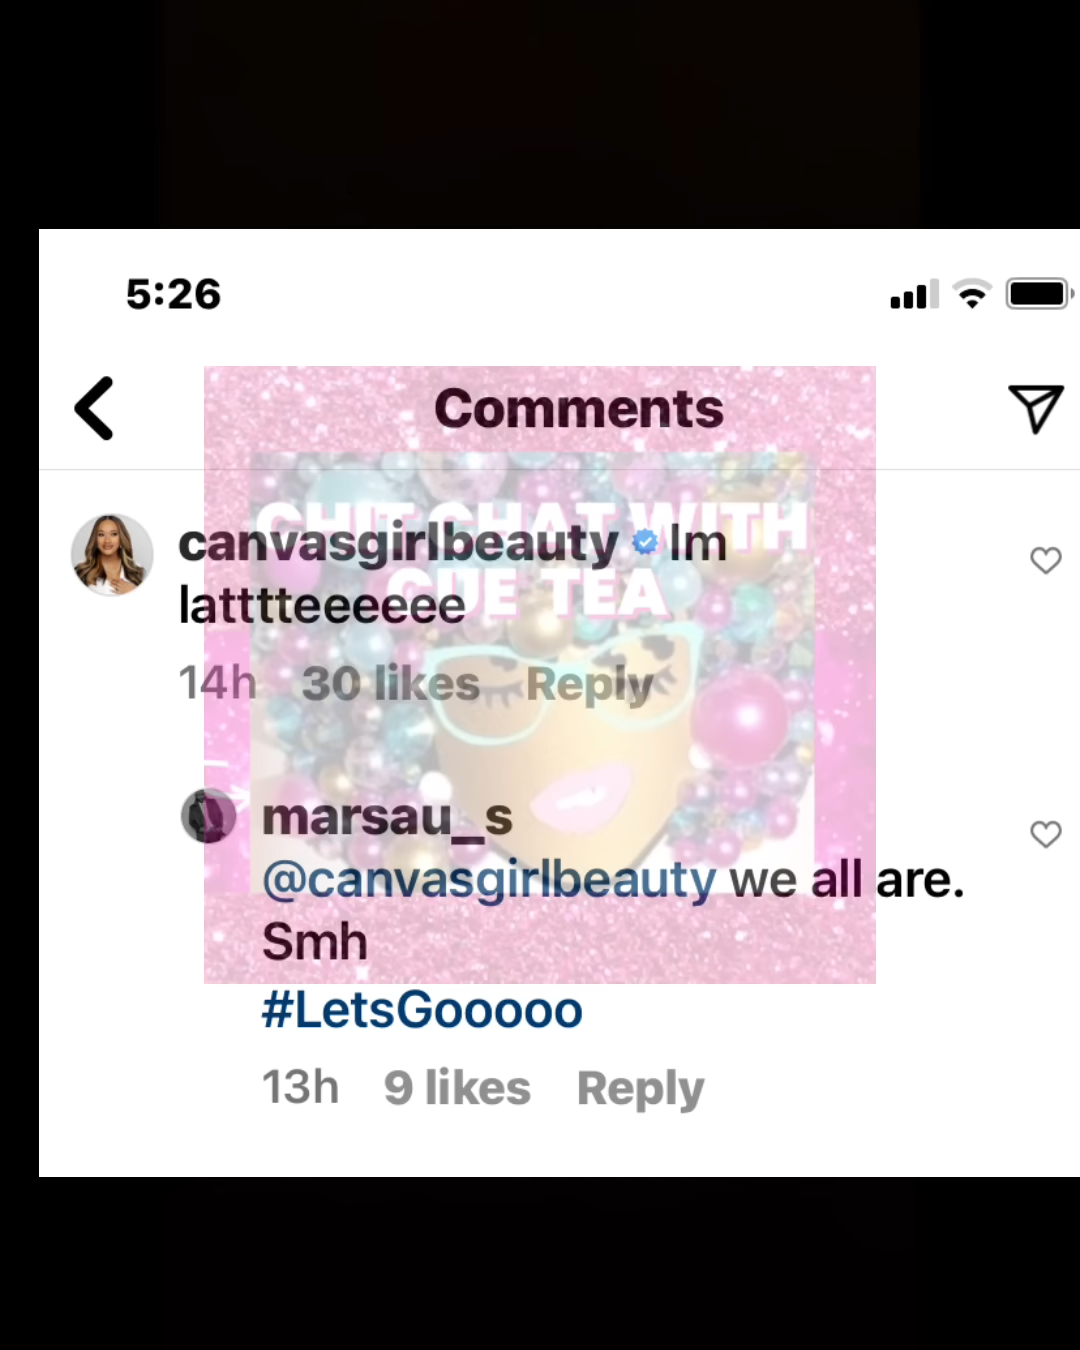 5:26
Comments
CHIT CHAT WITH
CUE TEA
canvasgirlbeauty Im
latttteeeeee
14h 30 likes Reply
marsau_s
@canvasgirlbeauty we all are.
Smh
#LetsGooooo
13h 9 likes Reply